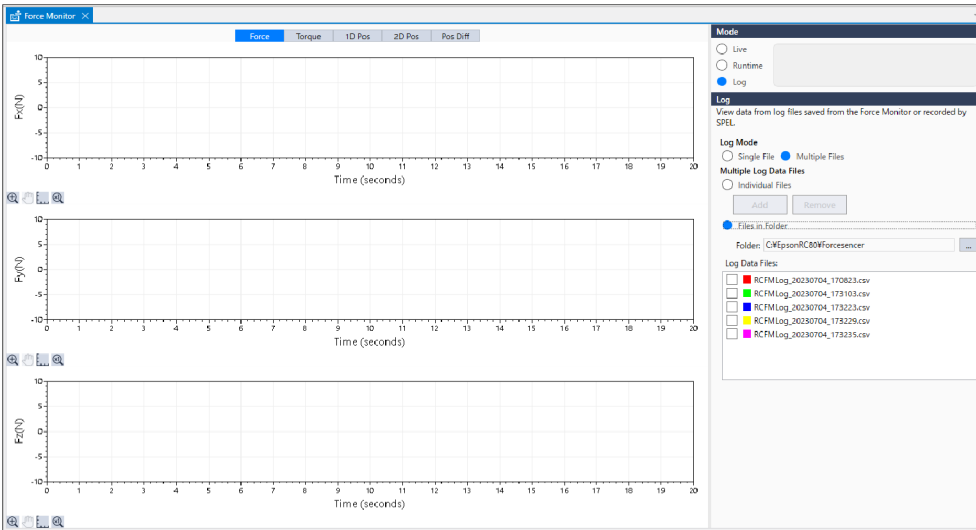 Force Monitor
Force Torque 1D Pos 2D Pos Pos Diff
Fx(N)
10
5
0
-5
-10
0 1 2 3 4 5 6 7 8 9 10 11 12 13 14 15 16 17 18 19 20
Time (seconds)
Fy(N)
10
5
0
-5
-10
0 1 2 3 4 5 6 7 8 9 10 11 12 13 14 15 16 17 18 19 20
Time (seconds)
Fz(N)
10
5
0
-5
-10
0 1 2 3 4 5 6 7 8 9 10 11 12 13 14 15 16 17 18 19 20
Time (seconds)
Mode
Live
Runtime
Log
Log
View data from log files saved from the Force Monitor or recorded by
SPEL.
Log Mode
Single File Multiple Files
Multiple Log Data Files
Individual Files
Add Remove
Files in Folder
Folder: C:¥EpsonRC80¥Forcesencer ...
Log Data Files:
RCFMLog_20230704_170823.csv
RCFMLog_20230704_173103.csv
RCFMLog_20230704_173223.csv
RCFMLog_20230704_173229.csv
RCFMLog_20230704_173235.csv